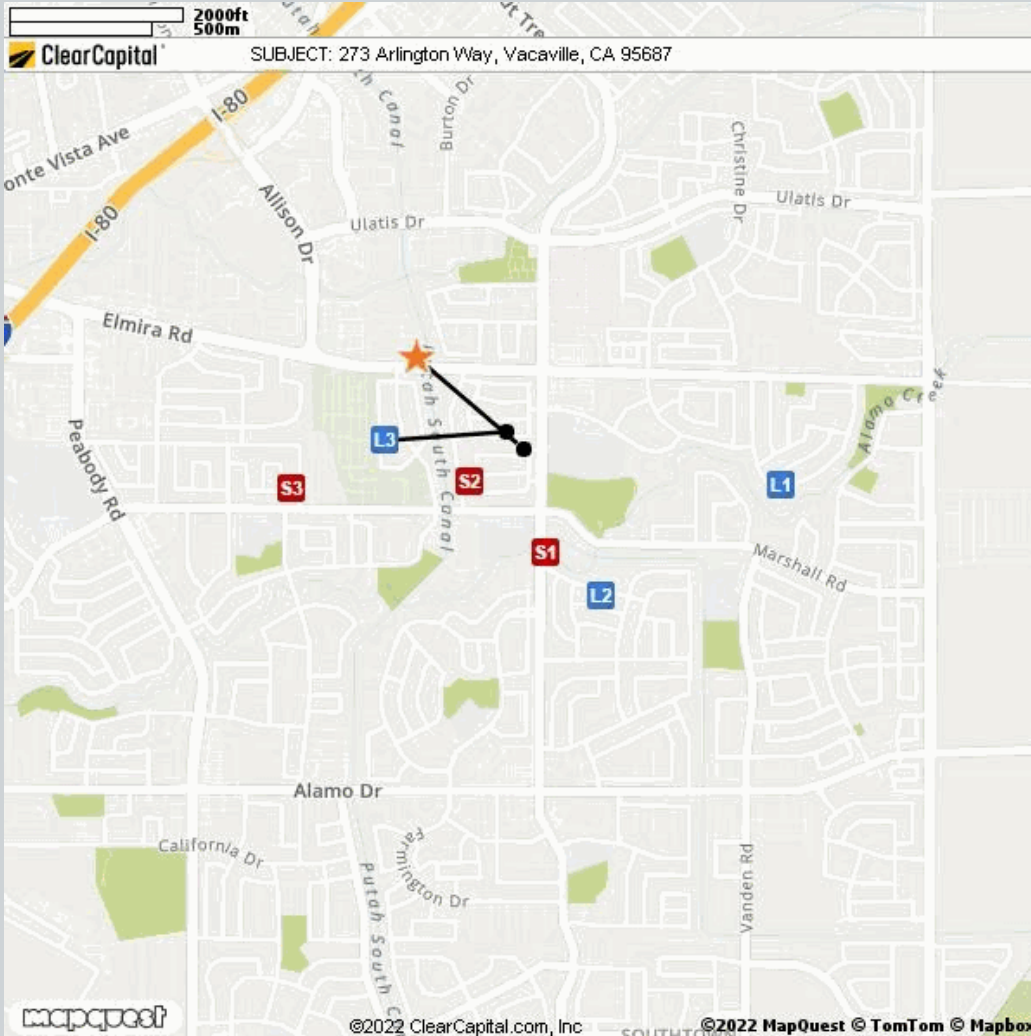 2000ft
500m
ClearCapital
SUBJECT: 273 Arlington Way, Vacaville, CA 95687
Burton Dr
I-80
onte Vista Ave
Christine Dr
Allison Dr
Ulatis Dr
Ulatis Dr
I-80
Elmira Rd
Alamo Creek
Peabody Rd
L3
S3
S2
L1
South Canal
S1
Marshall Rd
L2
Alamo Dr
California Dr
Farmington Dr
Vanden Rd
Putah South C
mapquest
©2022 ClearCapital.com, Inc
SOUTHTOWN
©2022 MapQuest © TomTom © Mapbox